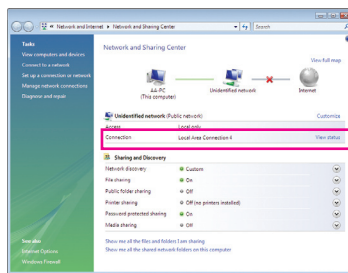 Network and Internet ▸ Network and Sharing Center
Search
Tasks
View computers and devices
Connect to a network
Set up a connection or network
Manage network connections
Diagnose and repair
Network and Sharing Center
View full map
AA-PC
(This computer)
Unidentified network
Internet
Unidentified network (Public network)
Customize
Access
Local only
Connection
Local Area Connection 4
View status
Sharing and Discovery
Network discovery
Custom
File sharing
On
Public folder sharing
Off
Printer sharing
Off (no printers installed)
Password protected sharing
On
Media sharing
Off
Show me all the files and folders I am sharing
Show me all the shared network folders on this computer
See also
Internet Options
Windows Firewall